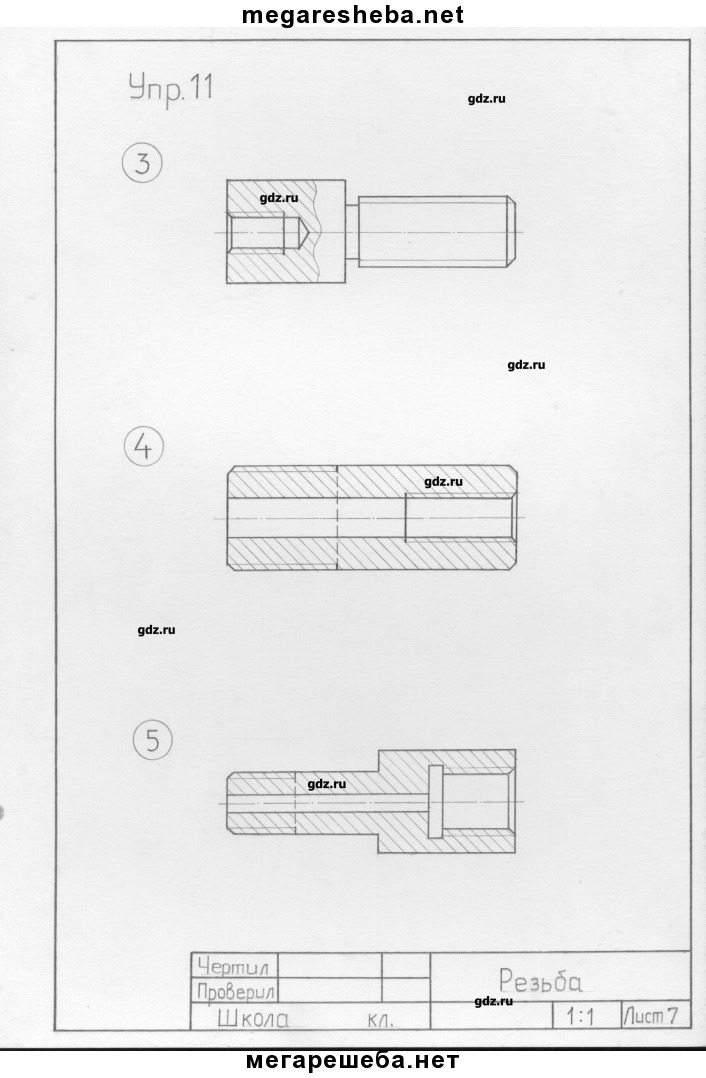 megaresheba.net
Упр.11
gdz.ru
3
gdz.ru
gdz.ru
4
gdz.ru
gdz.ru
5
gdz.ru
Чертил
Проверил
Резьба
gdz.ru
Школа кл.
1:1
Лист 7
мегарешеба.нет